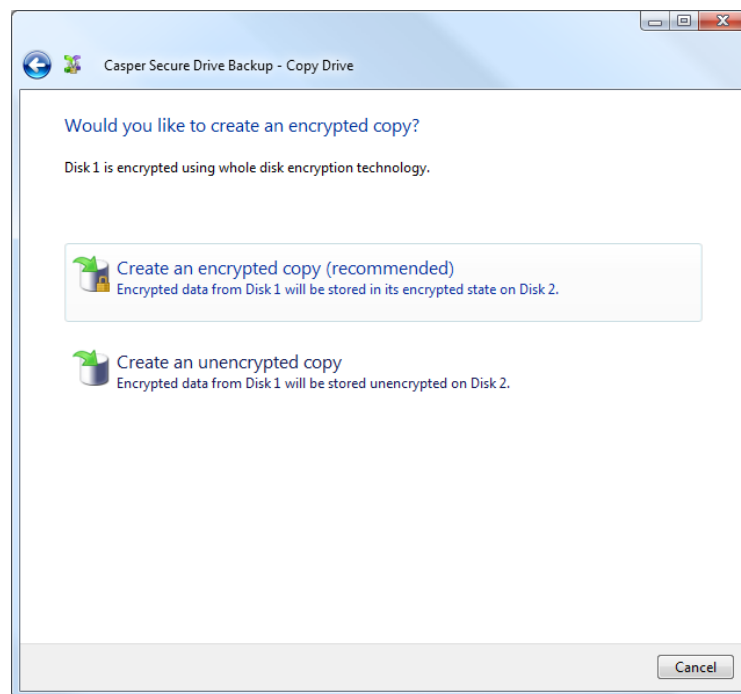 Casper Secure Drive Backup - Copy Drive
Would you like to create an encrypted copy?
Disk 1 is encrypted using whole disk encryption technology.
Create an encrypted copy (recommended)
Encrypted data from Disk 1 will be stored in its encrypted state on Disk 2.
Create an unencrypted copy
Encrypted data from Disk 1 will be stored unencrypted on Disk 2.
Cancel